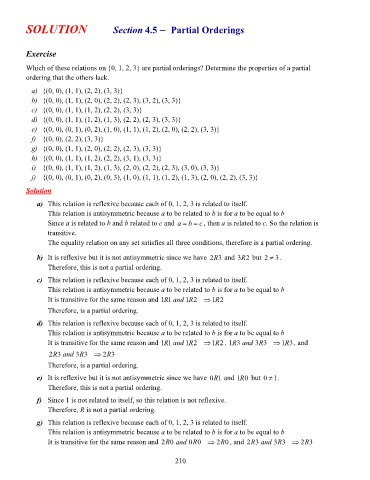 SOLUTION Section 4.5 – Partial Orderings
Exercise
Which of these relations on {0, 1, 2, 3} are partial orderings? Determine the properties of a partial
ordering that the others lack.
a) {(0, 0), (1, 1), (2, 2), (3, 3)}
b) {(0, 0), (1, 1), (2, 0), (2, 2), (2, 3), (3, 2), (3, 3)}
c) {(0, 0), (1, 1), (1, 2), (2, 2), (3, 3)}
d) {(0, 0), (1, 1), (1, 2), (1, 3), (2, 2), (2, 3), (3, 3)}
e) {(0, 0), (0, 1), (0, 2), (1, 0), (1, 1), (1, 2), (2, 0), (2, 2), (3, 3)}
f) {(0, 0), (2, 2), (3, 3)}
g) {(0, 0), (1, 1), (2, 0), (2, 2), (2, 3), (3, 3)}
h) {(0, 0), (1, 1), (1, 2), (2, 2), (3, 1), (3, 3)}
i) {(0, 0), (1, 1), (1, 2), (1, 3), (2, 0), (2, 2), (2, 3), (3, 0), (3, 3)}
j) {(0, 0), (0, 1), (0, 2), (0, 3), (1, 0), (1, 1), (1, 2), (1, 3), (2, 0), (2, 2), (3, 3)}
Solution
a) This relation is reflexive because each of 0, 1, 2, 3 is related to itself.
This relation is antisymmetric because a to be related to b is for a to be equal to b
Since a is related to b and b related to c and a = b = c, then a is related to c. So the relation is
transitive.
The equality relation on any set satisfies all three conditions, therefore is a partial ordering.
b) It is reflexive but it is not antisymmetric since we have 2R3 and 3R2 but 2 ≠ 3.
Therefore, this is not a partial ordering.
c) This relation is reflexive because each of 0, 1, 2, 3 is related to itself.
This relation is antisymmetric because a to be related to b is for a to be equal to b
It is transitive for the same reason and 1R1 and 1R2 ⇒ 1R2
Therefore, is a partial ordering.
d) This relation is reflexive because each of 0, 1, 2, 3 is related to itself.
This relation is antisymmetric because a to be related to b is for a to be equal to b
It is transitive for the same reason and 1R1 and 1R2 ⇒ 1R2, 1R3 and 3R3 ⇒ 1R3, and
2R3 and 3R3 ⇒ 2R3
Therefore, is a partial ordering.
e) It is reflexive but it is not antisymmetric since we have 0R1 and 1R0 but 0 ≠ 1.
Therefore, this is not a partial ordering.
f) Since 1 is not related to itself, so this relation is not reflexive.
Therefore, R is not a partial ordering.
g) This relation is reflexive because each of 0, 1, 2, 3 is related to itself.
This relation is antisymmetric because a to be related to b is for a to be equal to b
It is transitive for the same reason and 2R0 and 0R0 ⇒ 2R0, and 2R3 and 3R3 ⇒ 2R3
210